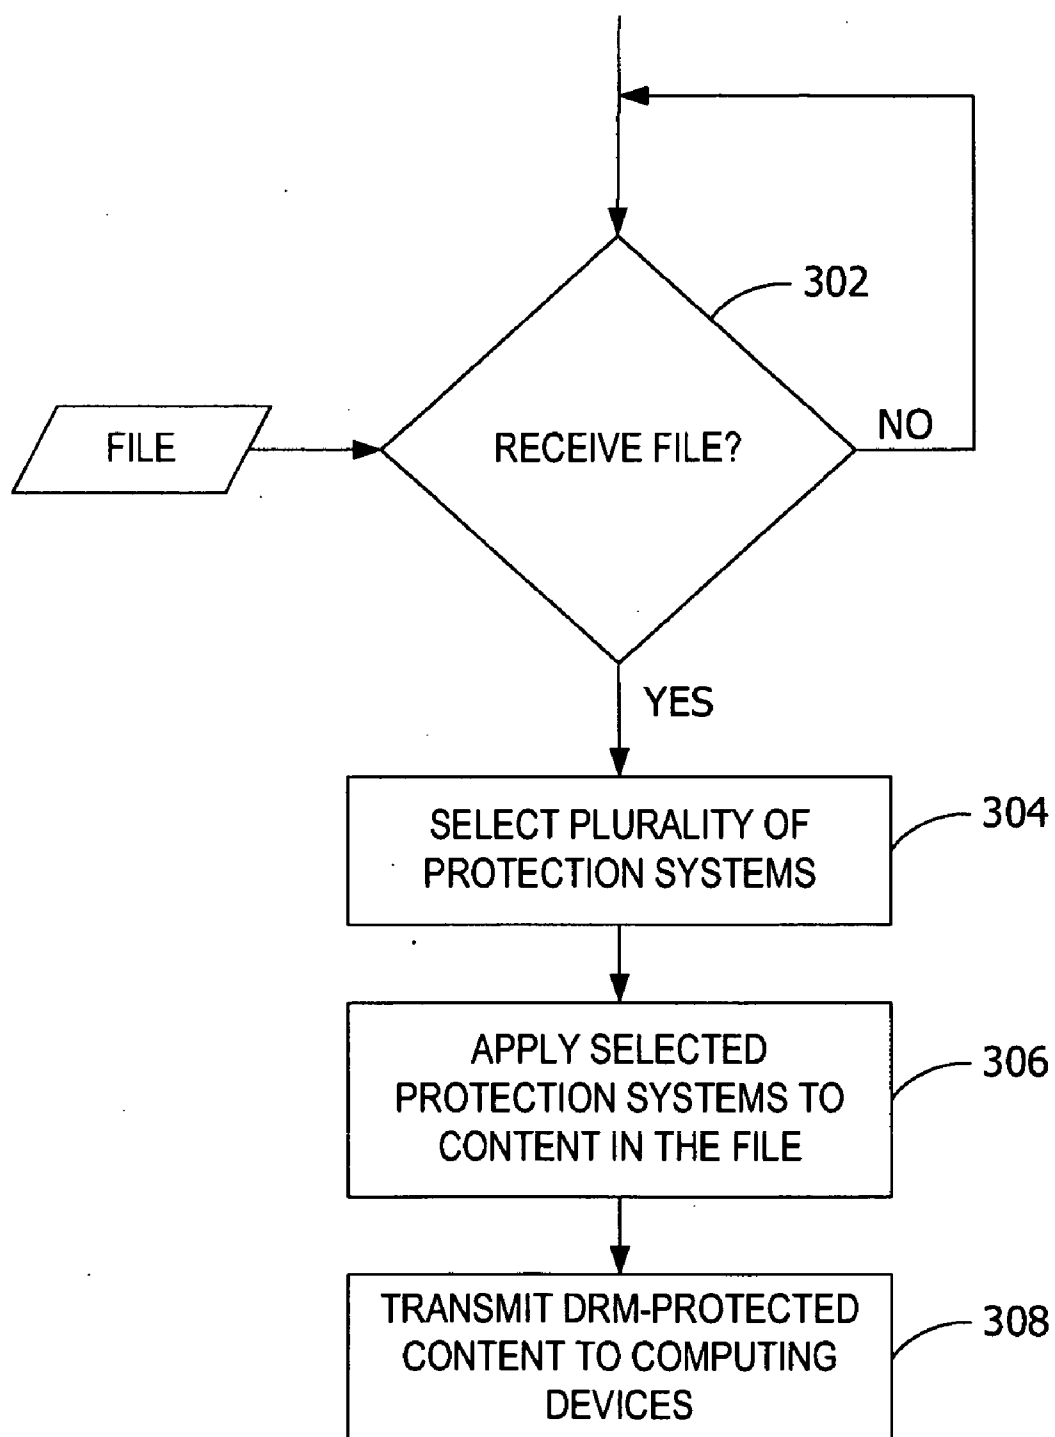 302
FILE
RECEIVE FILE?
NO
YES
SELECT PLURALITY OF
PROTECTION SYSTEMS
304
APPLY SELECTED
PROTECTION SYSTEMS TO
CONTENT IN THE FILE
306
TRANSMIT DRM-PROTECTED
CONTENT TO COMPUTING
DEVICES
308